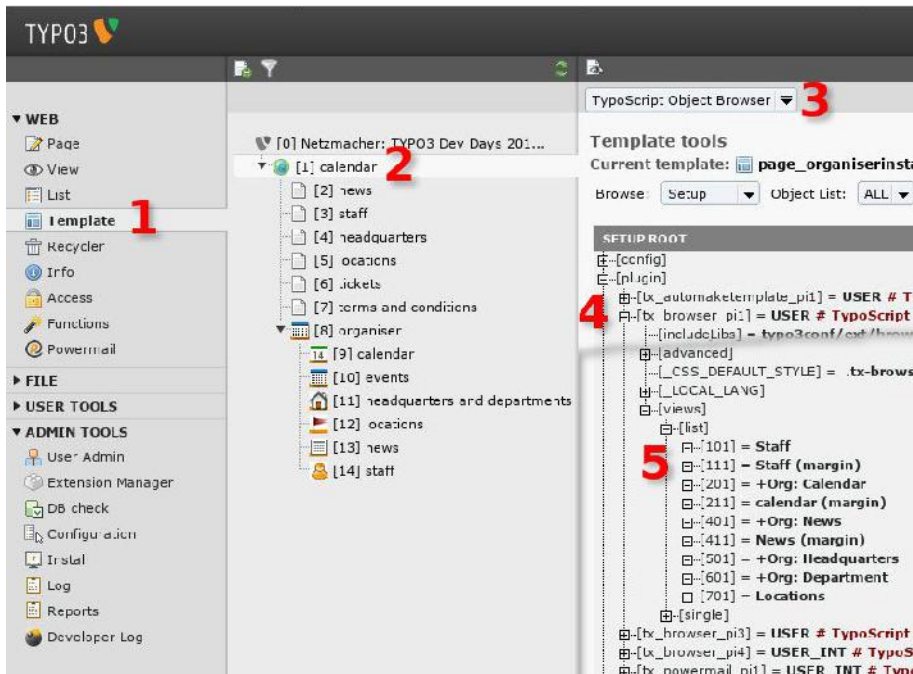 TYPO3
TypoScript Object Browser
3
WEB
Page
View
List
Template
1
Recycler
Info
Access
Functions
Powermail
FILE
USER TOOLS
ADMIN TOOLS
User Admin
Extension Manager
DB check
Configuration
Install
Log
Reports
Developer Log
[0] Netzmacher: TYPO3 Dev Days 201...
[1] calendar
2
[2] news
[3] staff
[4] headquarters
[5] locations
[6] tickets
[7] terms and conditions
[8] organiser
14 [9] calendar
[10] events
[11] headquarters and departments
[12] locations
[13] news
[14] staff
Template tools
Current template: page_organiserinsta
Browse: Setup Object List: ALL
SETUP ROOT
[config]
[plugin]
[tx_automaketemplate_pi1] = USER # T
4
[tx_browser_pi1] = USER # TypoScript
[includeLibs] = typo3conf/ext/brow
[advanced]
[_CSS_DEFAULT_STYLE] = .tx-brows
[_LOCAL_LANG]
[views]
[list]
5
[101] = Staff
[111] = Staff (margin)
[201] = +Org: Calendar
[211] = calendar (margin)
[401] = +Org: News
[411] = News (margin)
[501] = +Org: Headquarters
[601] = +Org: Department
[701] = Locations
[single]
[tx_browser_pi3] = USER # TypoScript
[tx_browser_pi4] = USER_INT # TypoS
[tx_powermail_pi1] = USER_INT # Typo